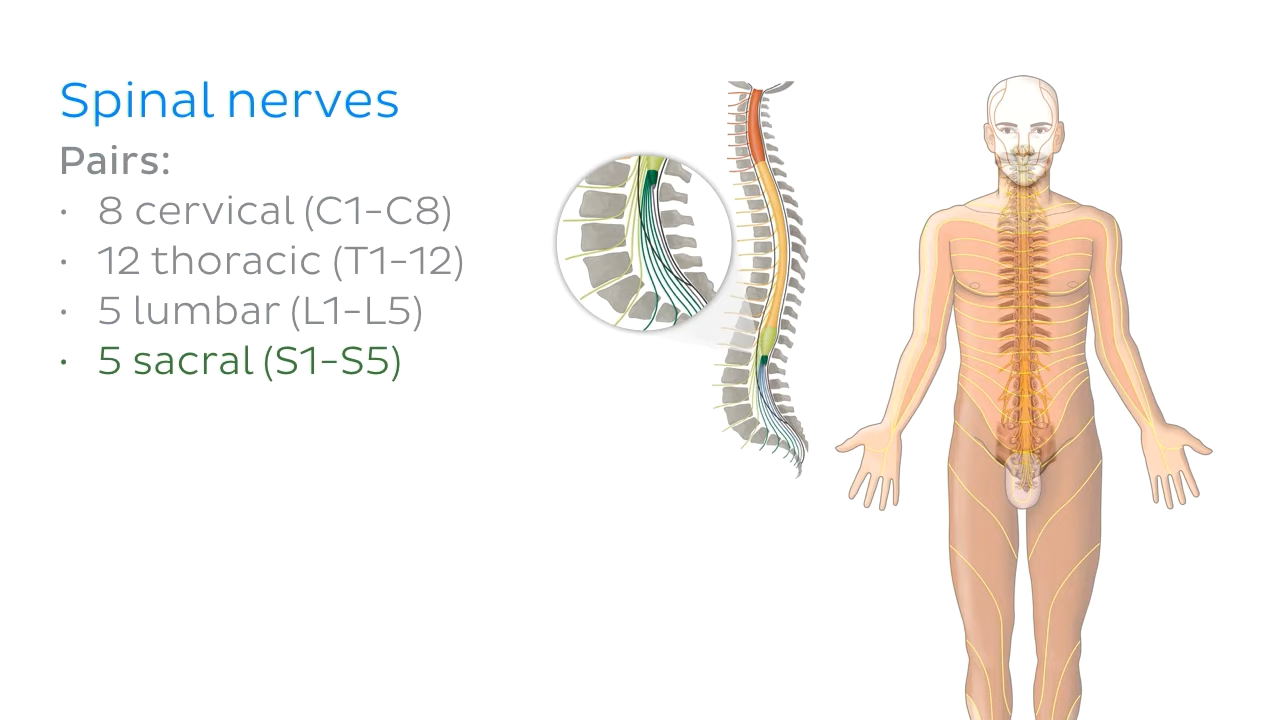 Spinal nerves
Pairs:
· 8 cervical (C1-C8)
· 12 thoracic (T1-12)
· 5 lumbar (L1-L5)
· 5 sacral (S1-S5)